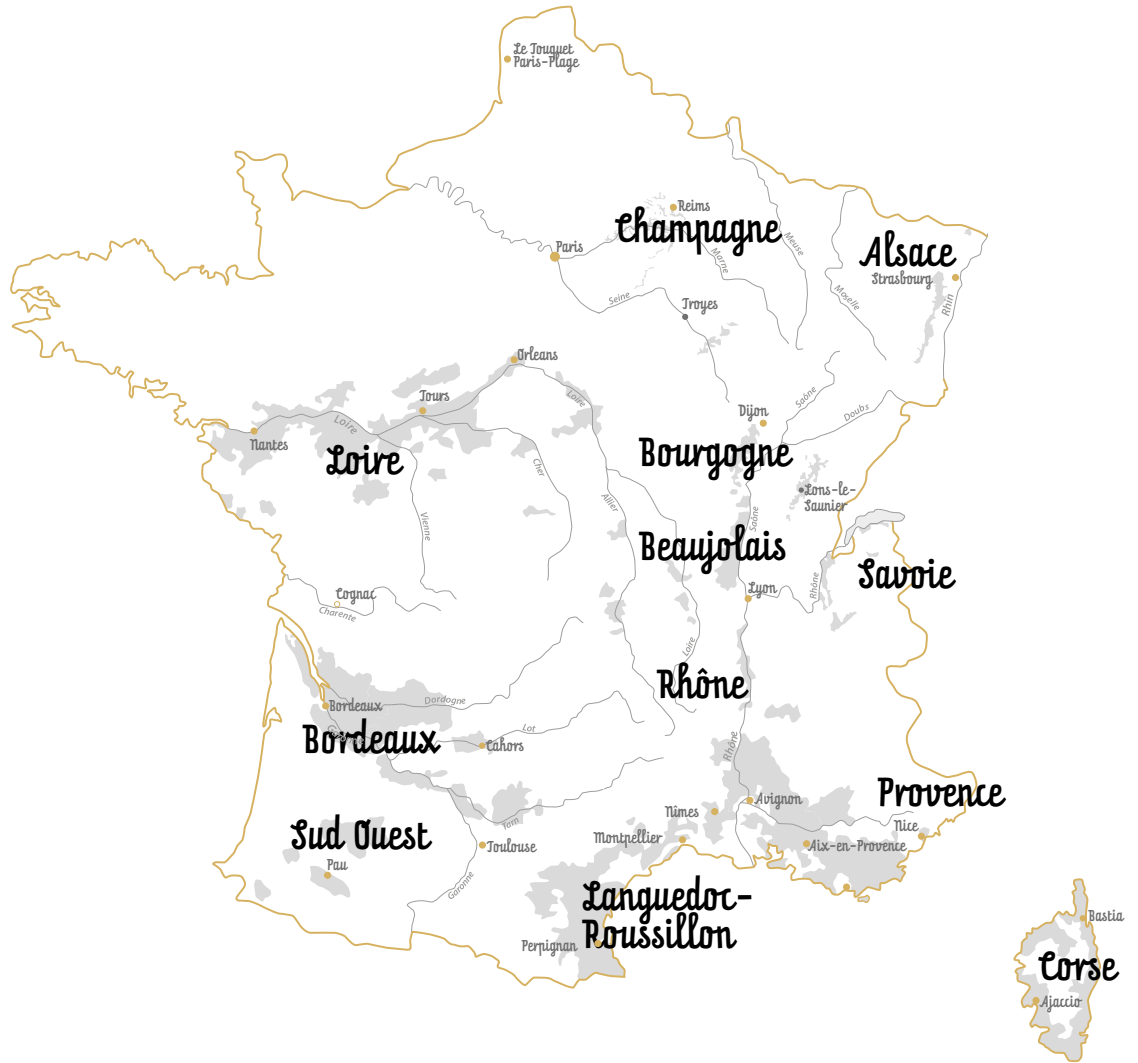 Le Touquet
Paris-Plage
Reims
Champagne
Paris
Marne
Meuse
Alsace
Strasbourg
Moselle
Rhin
Seine
Troyes
Orleans
Loire
Tours
Saône
Doubs
Dijon
Nantes
Loire
Loire
Bourgogne
Cher
Allier
Lons-le-
Saunier
Vienne
Saône
Beaujolais
Savoie
Rhône
Lyon
Cognac
Charente
Loire
Rhône
Dordogne
Bordeaux
Garonne
Bordeaux
Lot
Cahors
Rhône
Provence
Avignon
Nîmes
Nice
Tarn
Sud Ouest
Montpellier
Aix-en-Provence
Toulouse
Pau
Garonne
Languedoc-
Roussillon
Perpignan
Bastia
Corse
Ajaccio